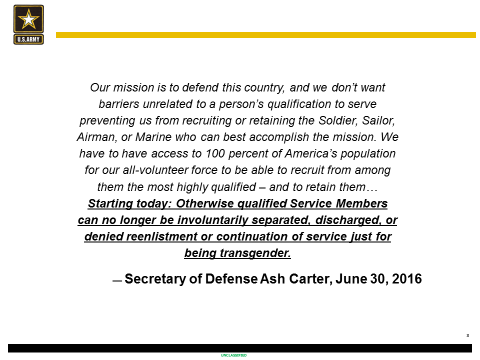 U.S.ARMY
Our mission is to defend this country, and we don't want
barriers unrelated to a person's qualification to serve
preventing us from recruiting or retaining the Soldier, Sailor,
Airman, or Marine who can best accomplish the mission. We
have to have access to 100 percent of America's population
for our all-volunteer force to be able to recruit from among
them the most highly qualified – and to retain them…
Starting today: Otherwise qualified Service Members
can no longer be involuntarily separated, discharged, or
denied reenlistment or continuation of service just for
being transgender.
— Secretary of Defense Ash Carter, June 30, 2016
UNCLASSIFIED